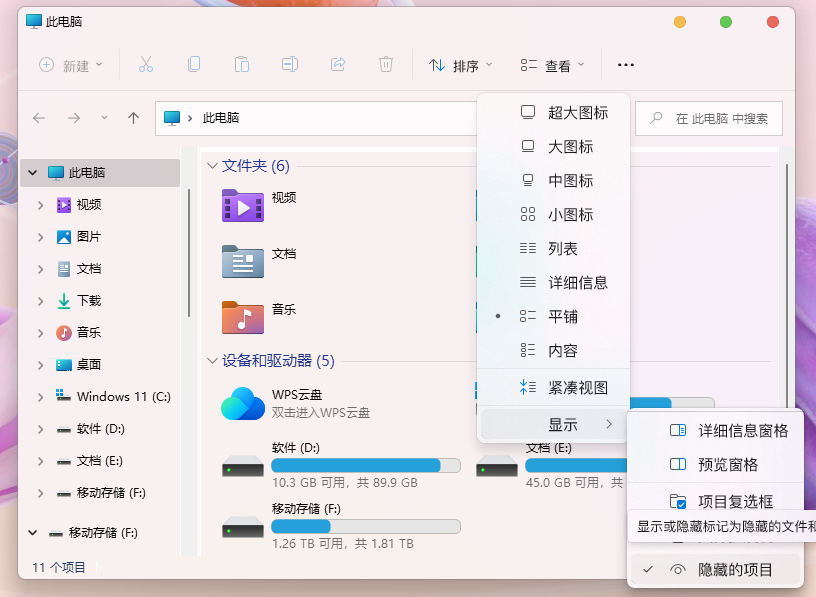 此电脑
新建
排序
查看
此电脑
在 此电脑 中搜索
此电脑
视频
图片
文档
下载
音乐
桌面
Windows 11 (C:)
软件 (D:)
文档 (E:)
移动存储 (F:)
移动存储 (F:)
11 个项目
文件夹 (6)
视频
文档
音乐
设备和驱动器 (5)
WPS云盘
双击进入WPS云盘
软件 (D:)
10.3 GB 可用，共 89.9 GB
移动存储 (F:)
1.26 TB 可用，共 1.81 TB
文档 (E:)
45.0 GB 可用，共
超大图标
大图标
中图标
小图标
列表
详细信息
平铺
内容
紧凑视图
显示
详细信息窗格
预览窗格
项目复选框
显示或隐藏标记为隐藏的文件和
隐藏的项目